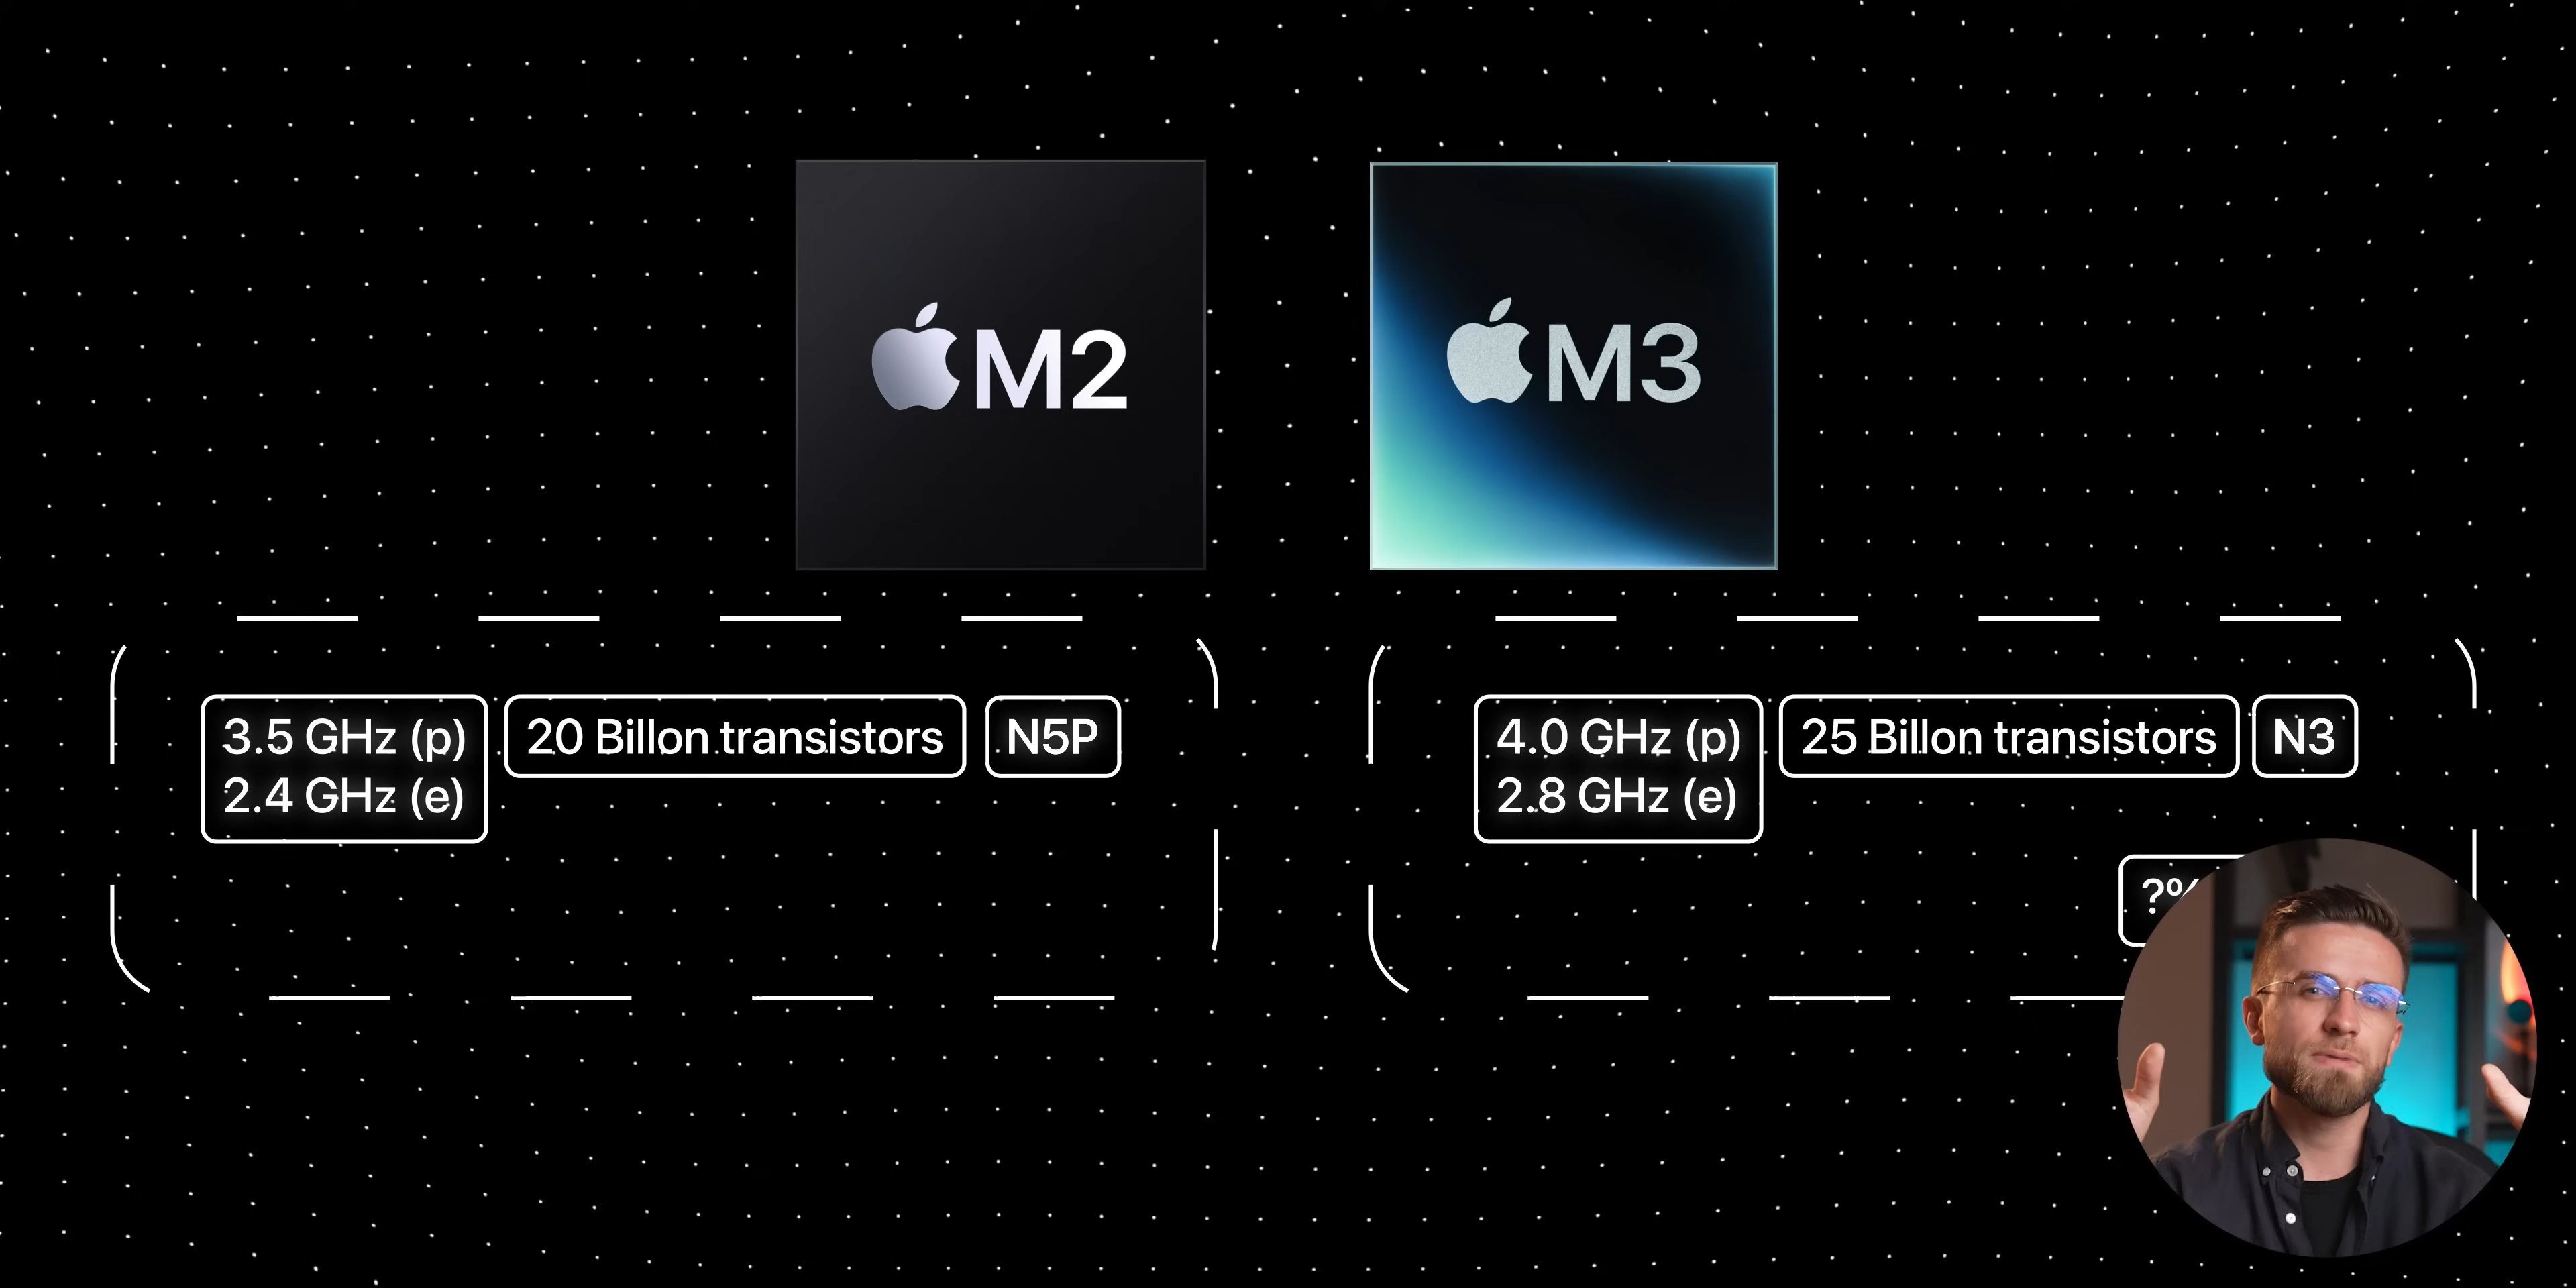 M2
M3
3.5 GHz (p)
2.4 GHz (e)
20 Billon transistors
N5P
4.0 GHz (p)
2.8 GHz (e)
25 Billon transistors
N3
?%